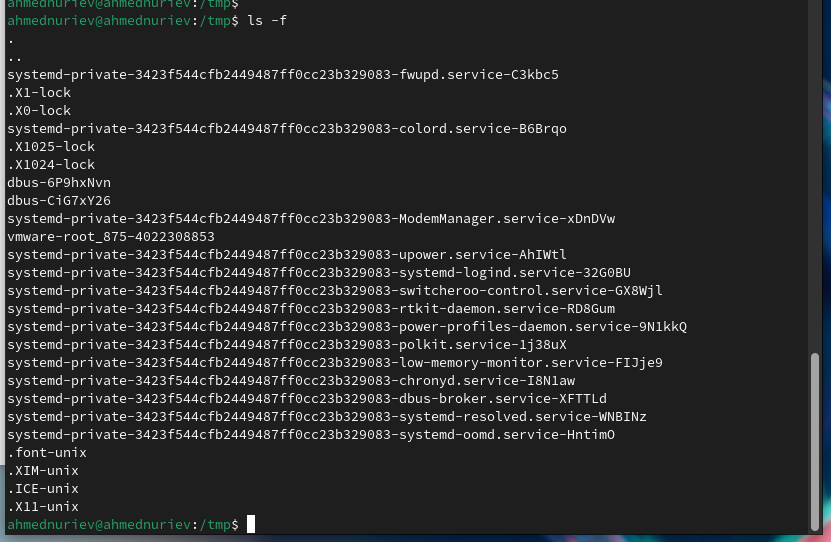 ahmednuriev@ahmednuriev:/tmp$
ahmednuriev@ahmednuriev:/tmp$ ls -f
.
..
systemd-private-3423f544cfb2449487ff0cc23b329083-fwupd.service-C3kbc5
.X1-lock
.X0-lock
systemd-private-3423f544cfb2449487ff0cc23b329083-colord.service-B6Brqo
.X1025-lock
.X1024-lock
dbus-6P9hxNvn
dbus-CiG7xY26
systemd-private-3423f544cfb2449487ff0cc23b329083-ModemManager.service-xDnDVw
vmware-root_875-4022308853
systemd-private-3423f544cfb2449487ff0cc23b329083-upower.service-AhIWtl
systemd-private-3423f544cfb2449487ff0cc23b329083-systemd-logind.service-32G0BU
systemd-private-3423f544cfb2449487ff0cc23b329083-switcheroo-control.service-GX8Wjl
systemd-private-3423f544cfb2449487ff0cc23b329083-rtkit-daemon.service-RD8Gum
systemd-private-3423f544cfb2449487ff0cc23b329083-power-profiles-daemon.service-9N1kkQ
systemd-private-3423f544cfb2449487ff0cc23b329083-polkit.service-1j38uX
systemd-private-3423f544cfb2449487ff0cc23b329083-low-memory-monitor.service-FIJje9
systemd-private-3423f544cfb2449487ff0cc23b329083-chronyd.service-I8N1aw
systemd-private-3423f544cfb2449487ff0cc23b329083-dbus-broker.service-XFTTLd
systemd-private-3423f544cfb2449487ff0cc23b329083-systemd-resolved.service-WNBINz
systemd-private-3423f544cfb2449487ff0cc23b329083-systemd-oomd.service-HntimO
.font-unix
.XIM-unix
.ICE-unix
.X11-unix
ahmednuriev@ahmednuriev:/tmp$